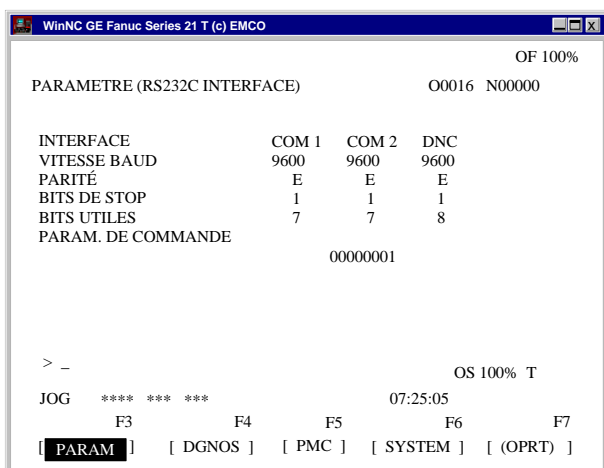 WinNC GE Fanuc Series 21 T (c) EMCO
OF 100%
PARAMETRE (RS232C INTERFACE) O0016 N00000
INTERFACE COM 1 COM 2 DNC
VITESSE BAUD 9600 9600 9600
PARITÉ E E E
BITS DE STOP 1 1 1
BITS UTILES 7 7 8
PARAM. DE COMMANDE
00000001
> _
OS 100% T
JOG **** *** *** 07:25:05
F3 F4 F5 F6 F7
[ PARAM ] [ DGNOS ] [ PMC ] [ SYSTEM ] [ (OPRT) ]